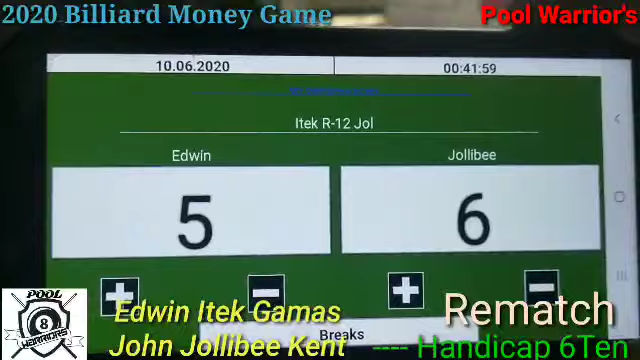 2020 Billiard Money Game
Pool Warrior's
10.06.2020
00:41:59
Itek R-12 Jol
Edwin
Jollibee
5
6
+ - + -
POOL
8
WARRIORS
Edwin Itek Gamas
Rematch
Breaks
John Jollibee Kent
---- Handicap 6Ten